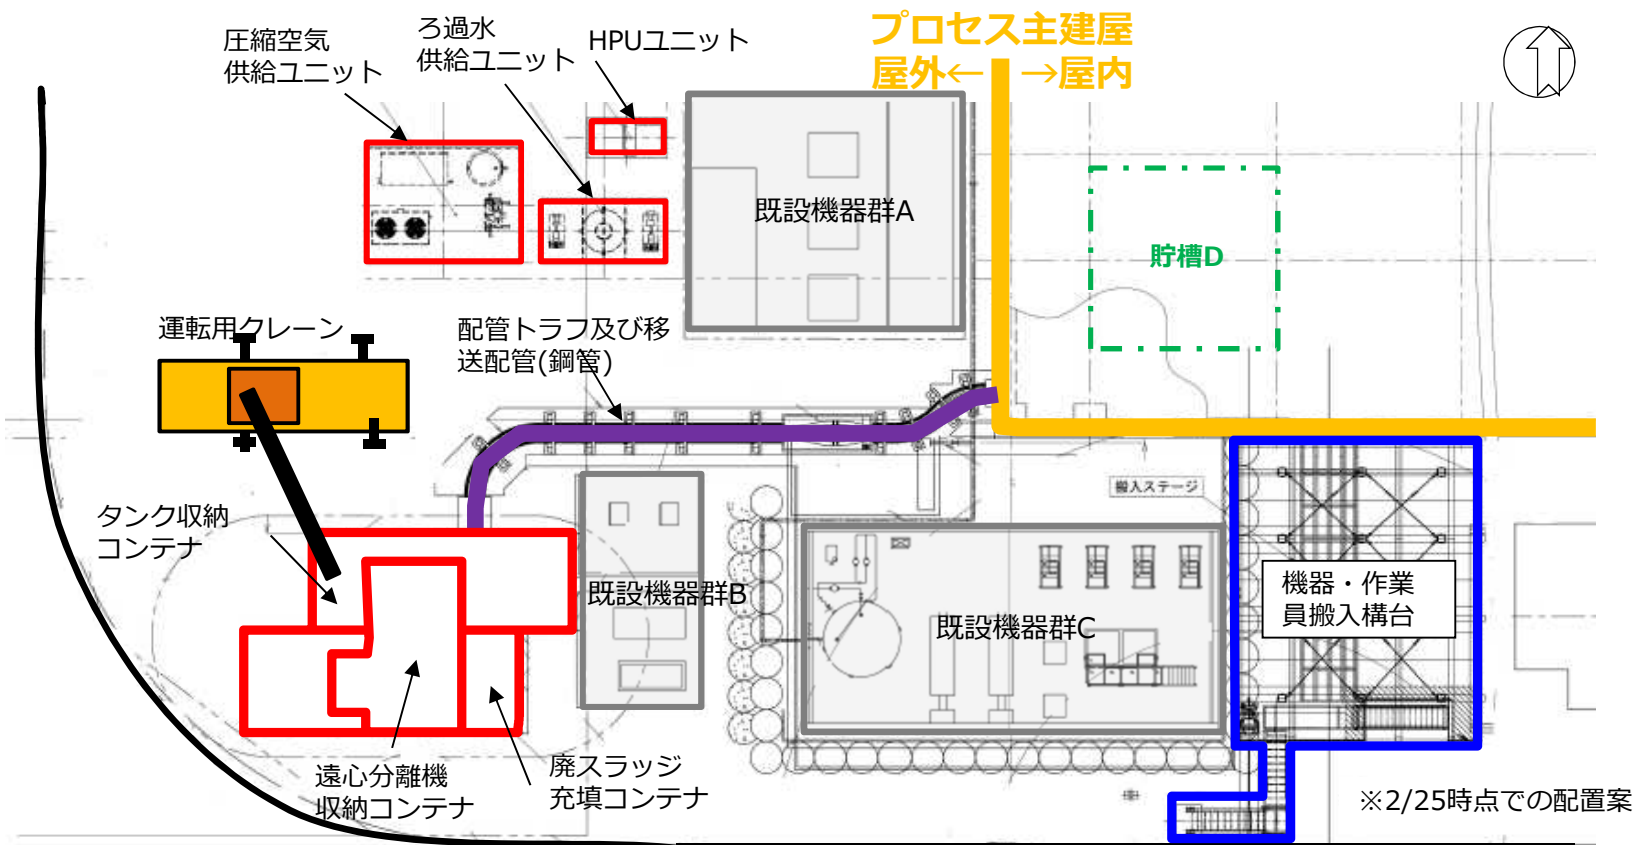 プロセス主建屋
屋外←
→屋内
圧縮空気
供給ユニット
ろ過水
供給ユニット
HPUユニット
既設機器群A
貯槽D
運転用クレーン
配管トラフ及び移
送配管(鋼管)
搬入ステージ
タンク収納
コンテナ
既設機器群B
既設機器群C
機器・作業
員搬入構台
遠心分離機
収納コンテナ
廃スラッジ
充填コンテナ
※2/25時点での配置案